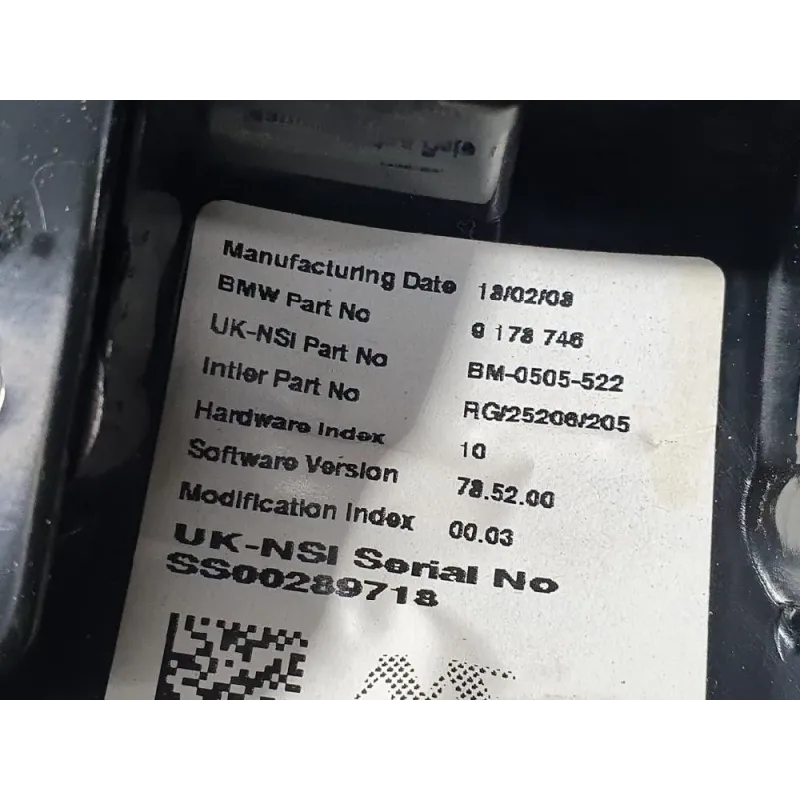 Manufacturing Date 18/02/08
BMW Part No 9 178 746
UK-NSI Part No BM-0505-522
Intier Part No RG/25206/205
Hardware Index 10
Software Version 78.52.00
Modification Index 00.03
UK-NSI Serial No
SS00289718